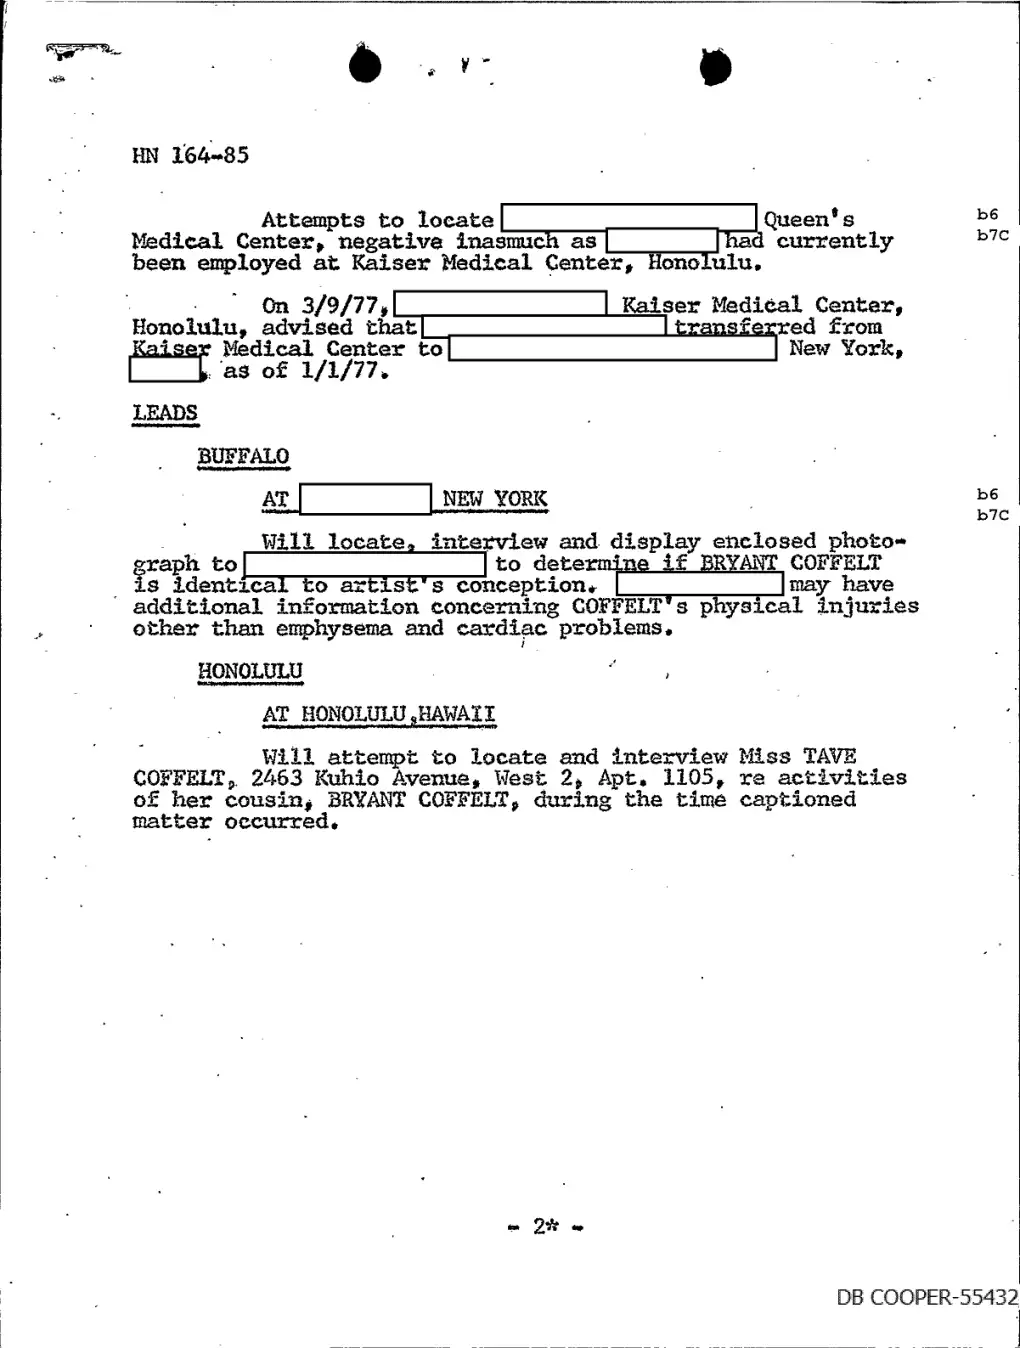 HN 164-85
Attempts to locate Queen's b6
Medical Center, negative inasmuch as had currently b7C
been employed at Kaiser Medical Center, Honolulu.
On 3/9/77, Kaiser Medical Center,
Honolulu, advised that transferred from
Kaiser Medical Center to New York,
, as of 1/1/77.
LEADS
BUFFALO
AT NEW YORK b6
b7C
Will locate, interview and display enclosed photo-
graph to to determine if BRYANT COFFELT
is identical to artist's conception. may have
additional information concerning COFFELT's physical injuries
other than emphysema and cardiac problems.
HONOLULU
AT HONOLULU,HAWAII
Will attempt to locate and interview Miss TAVE
COFFELT, 2463 Kuhio Avenue, West 2, Apt. 1105, re activities
of her cousin, BRYANT COFFELT, during the time captioned
matter occurred.
- 2* -
DB COOPER-55432